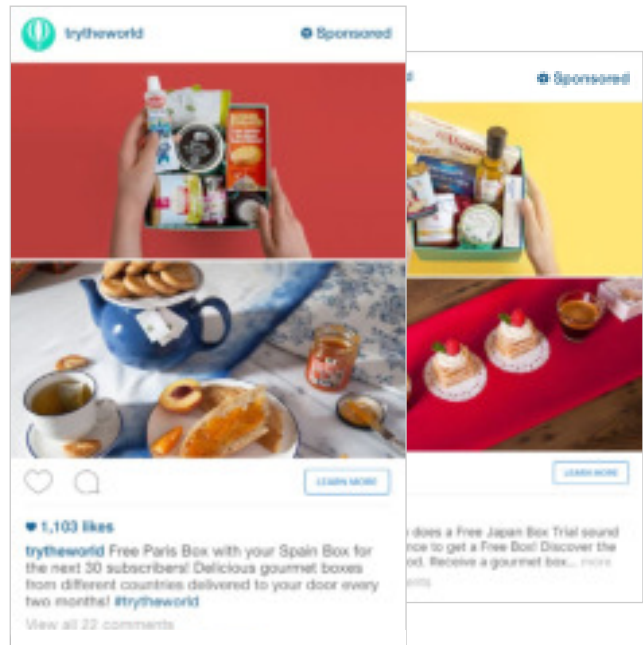 trytheworld
Sponsored
LEARN MORE
1,103 likes
trytheworld Free Paris Box with your Spain Box for
the next 30 subscribers! Delicious gourmet boxes
from different countries delivered to your door every
two months! #trytheworld
View all 22 comments
Sponsored
LEARN MORE
does a Free Japan Box Trial sound
nce to get a Free Box! Discover the
od. Receive a gourmet box... more
ents